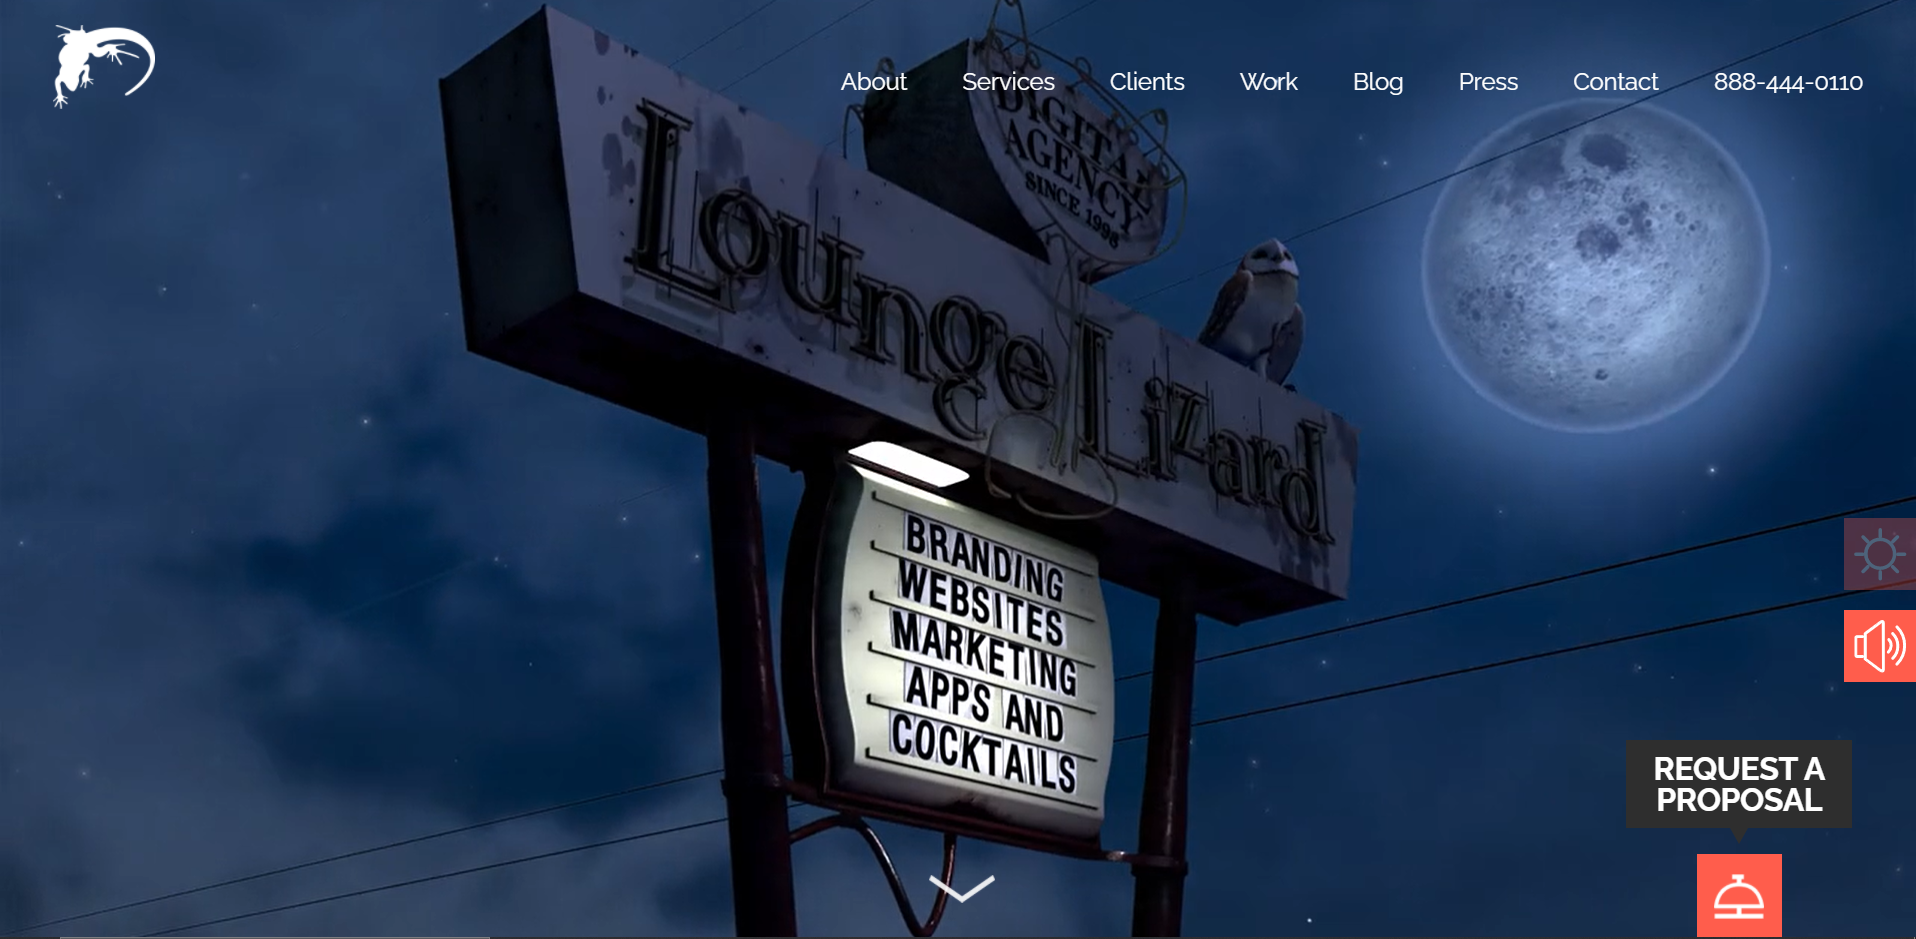 About Services Clients Work Blog Press Contact 888-444-0110
DIGITAL
AGENCY
SINCE 1998
Lounge Lizard
BRANDING
WEBSITES
MARKETING
APPS AND
COCKTAILS
REQUEST A
PROPOSAL